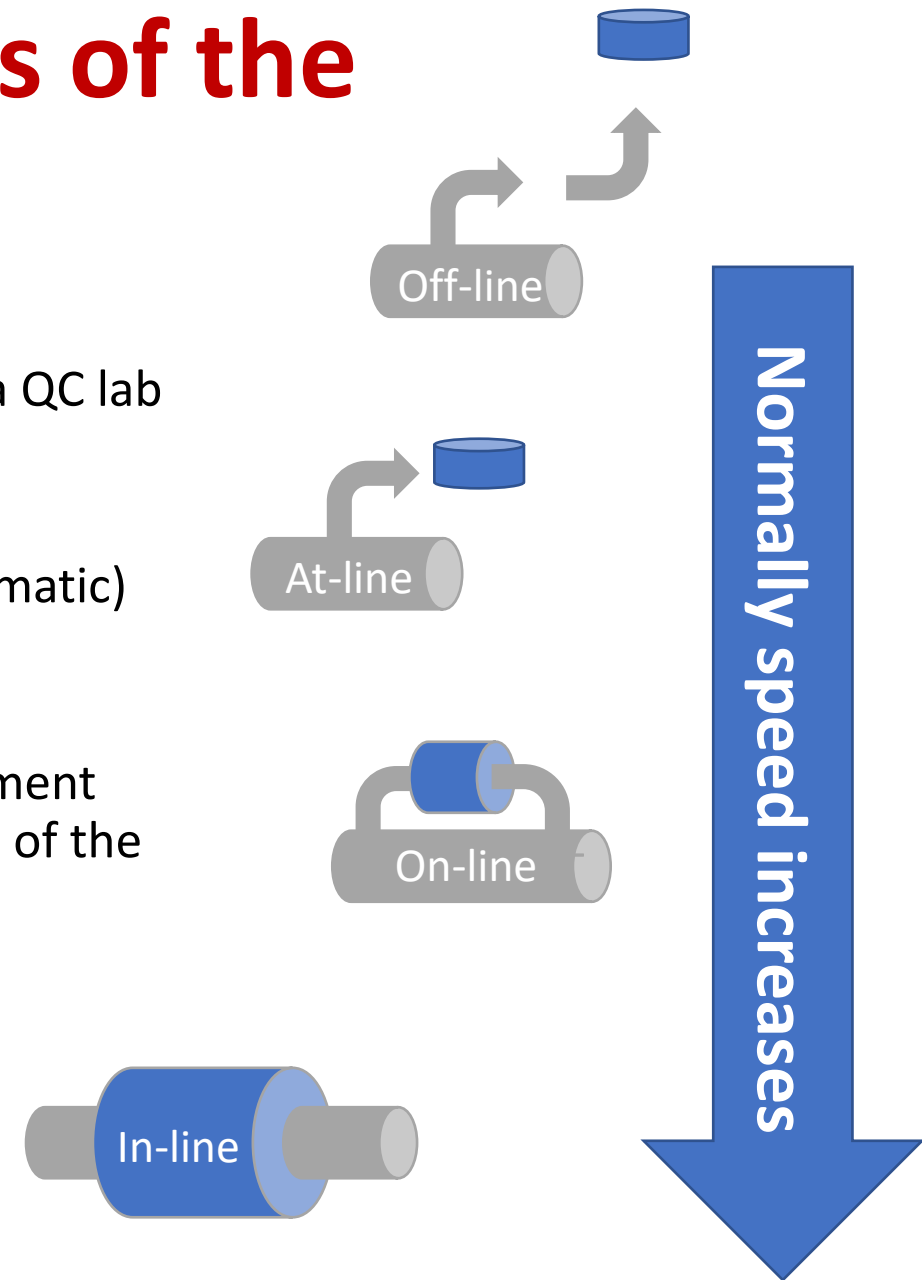 s of the
Off-line
a QC lab
At-line
matic)
ment
of the
On-line
In-line
Normally speed increases